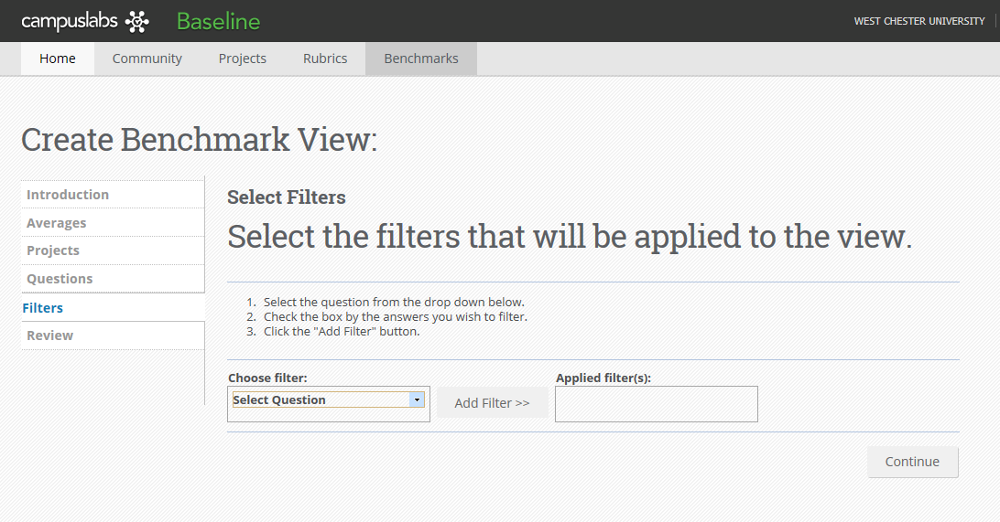 campuslabs Baseline WEST CHESTER UNIVERSITY
Home Community Projects Rubrics Benchmarks
Create Benchmark View:
Introduction
Averages
Projects
Questions
Filters
Review
Select Filters
Select the filters that will be applied to the view.
1. Select the question from the drop down below.
2. Check the box by the answers you wish to filter.
3. Click the "Add Filter" button.
Choose filter: Applied filter(s):
Select Question Add Filter >>
Continue